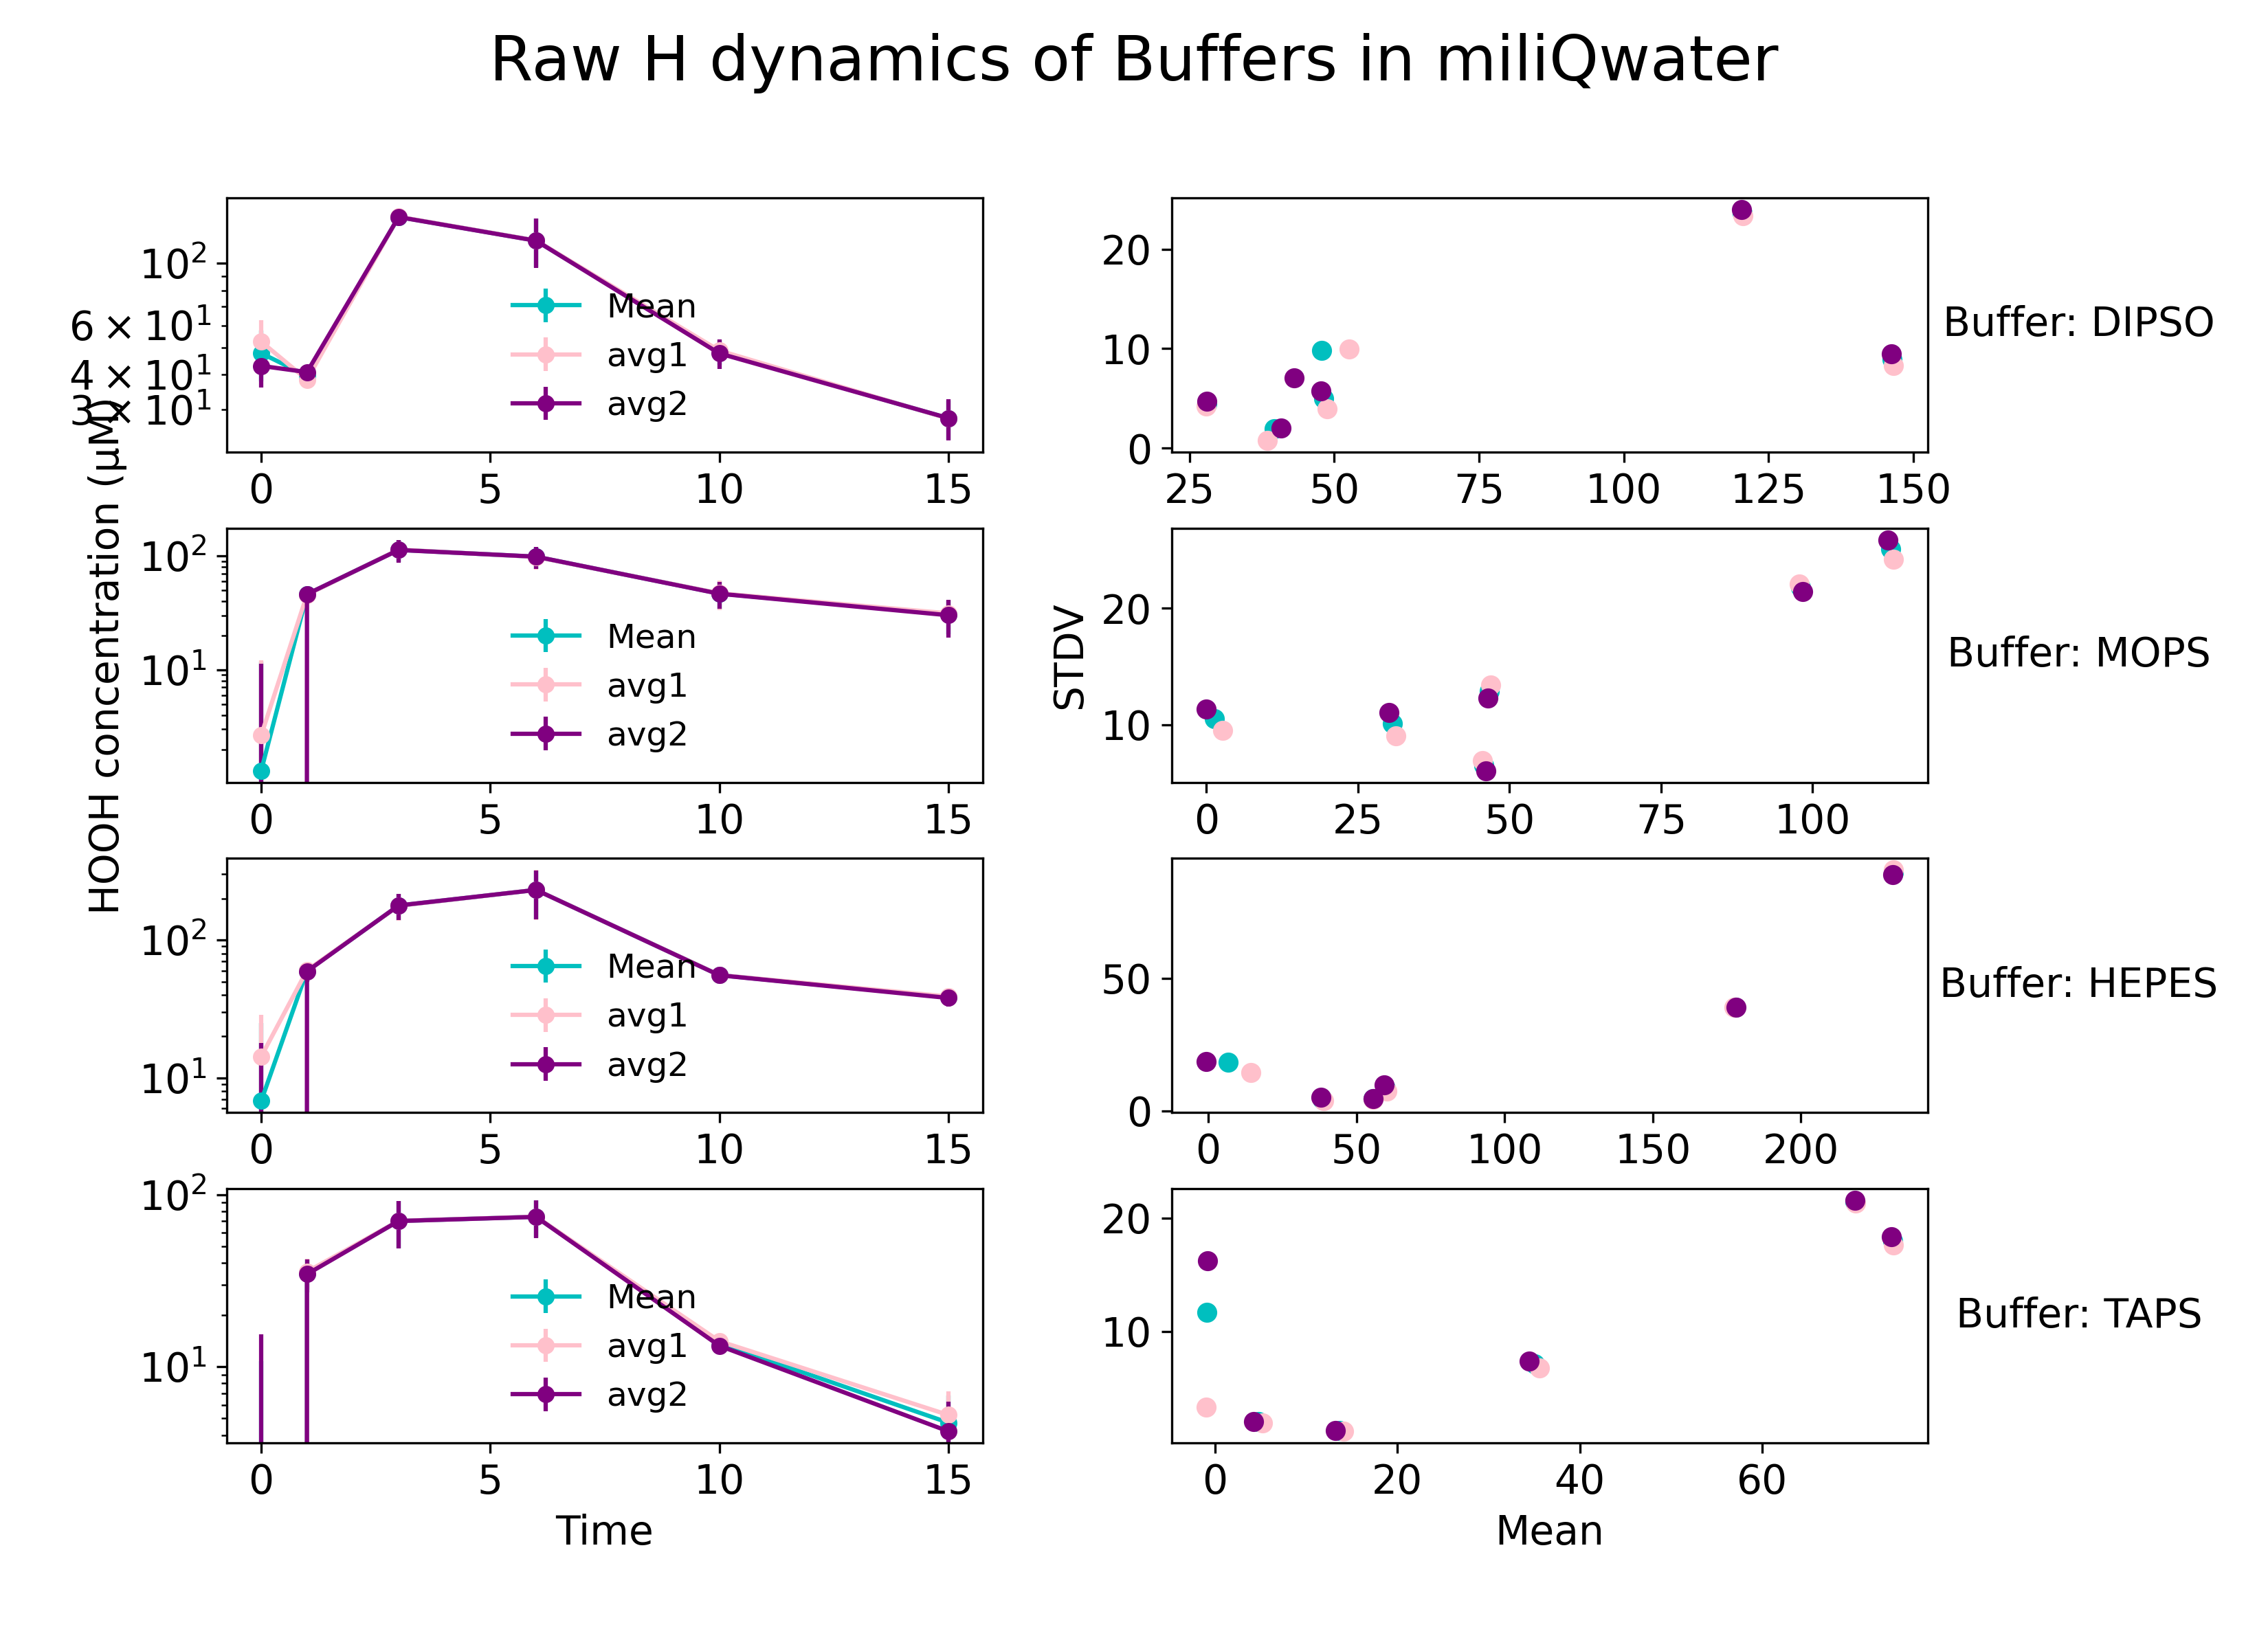 Raw H dynamics of Buffers in miliQwater
HOOH concentration (μM)
10²
6 × 10¹
4 × 10¹
3 × 10¹
Mean
avg1
avg2
0 5 10 15
20
10
0
25 50 75 100 125 150
Buffer: DIPSO
10²
10¹
Mean
avg1
avg2
0 5 10 15
STDV
20
10
0 25 50 75 100
Buffer: MOPS
10²
10¹
Mean
avg1
avg2
0 5 10 15
50
0
0 50 100 150 200
Buffer: HEPES
10²
10¹
Mean
avg1
avg2
0 5 10 15
Time
20
10
0 20 40 60
Mean
Buffer: TAPS